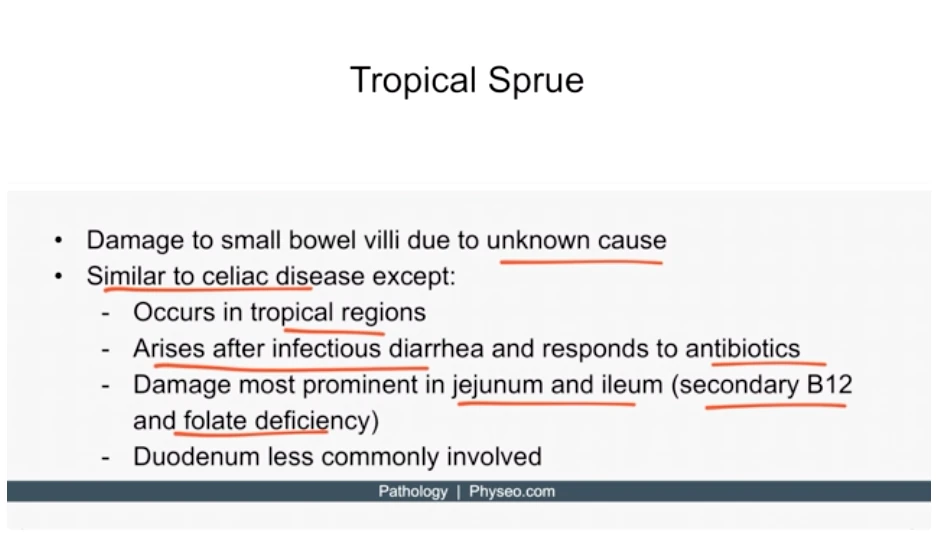 Tropical Sprue
• Damage to small bowel villi due to unknown cause
• Similar to celiac disease except:
- Occurs in tropical regions
- Arises after infectious diarrhea and responds to antibiotics
- Damage most prominent in jejunum and ileum (secondary B12
and folate deficiency)
- Duodenum less commonly involved
Pathology | Physeo.com